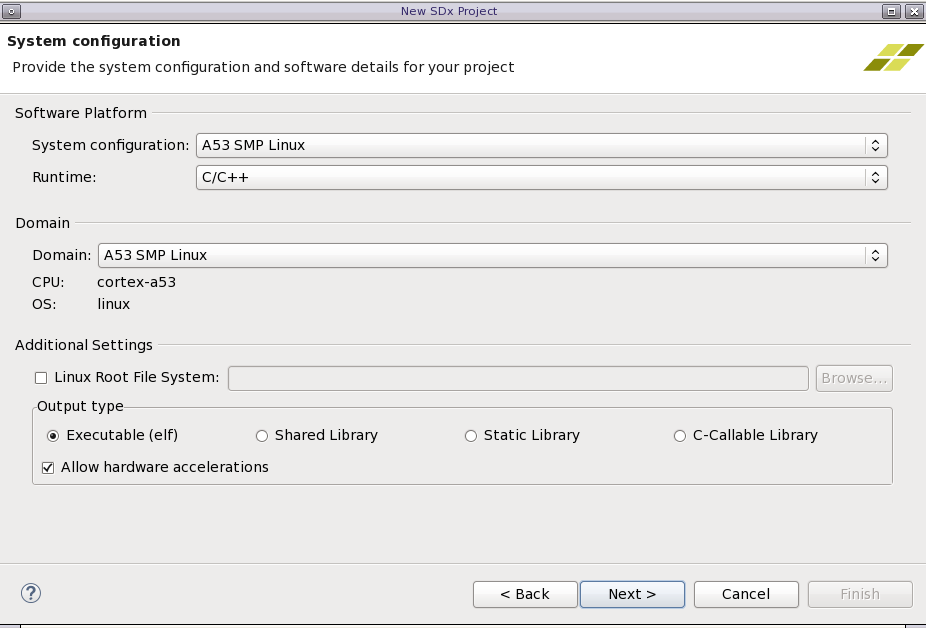 New SDx Project
System configuration
Provide the system configuration and software details for your project
Software Platform
System configuration: A53 SMP Linux
Runtime: C/C++
Domain
Domain: A53 SMP Linux
CPU: cortex-a53
OS: linux
Additional Settings
Linux Root File System: Browse...
Output type
Executable (elf) Shared Library Static Library C-Callable Library
Allow hardware accelerations
? < Back Next > Cancel Finish